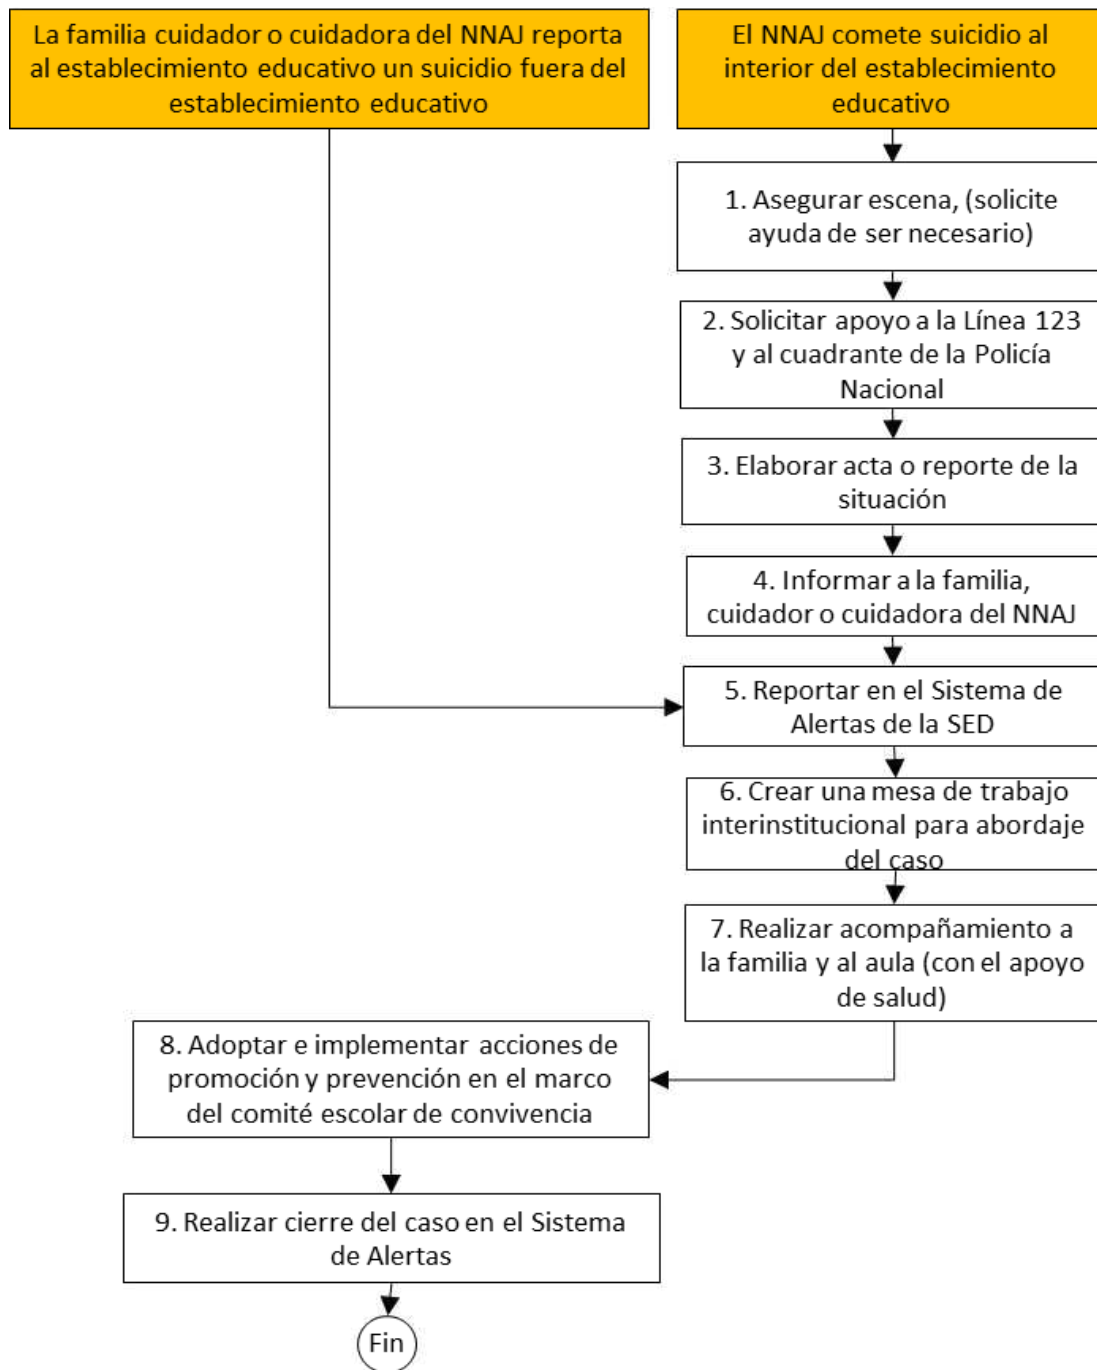 La familia cuidador o cuidadora del NNAJ reporta
al establecimiento educativo un suicidio fuera del
establecimiento educativo
El NNAJ comete suicidio al
interior del establecimiento
educativo
1. Asegurar escena, (solicite
ayuda de ser necesario)
2. Solicitar apoyo a la Línea 123
y al cuadrante de la Policía
Nacional
3. Elaborar acta o reporte de la
situación
4. Informar a la familia,
cuidador o cuidadora del NNAJ
5. Reportar en el Sistema de
Alertas de la SED
6. Crear una mesa de trabajo
interinstitucional para abordaje
del caso
7. Realizar acompañamiento a
la familia y al aula (con el apoyo
de salud)
8. Adoptar e implementar acciones de
promoción y prevención en el marco
del comité escolar de convivencia
9. Realizar cierre del caso en el Sistema
de Alertas
Fin